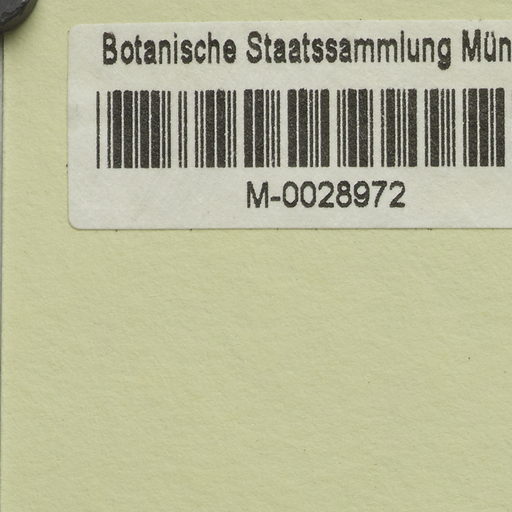 Botanische Staatssammlung Mün
M-0028972